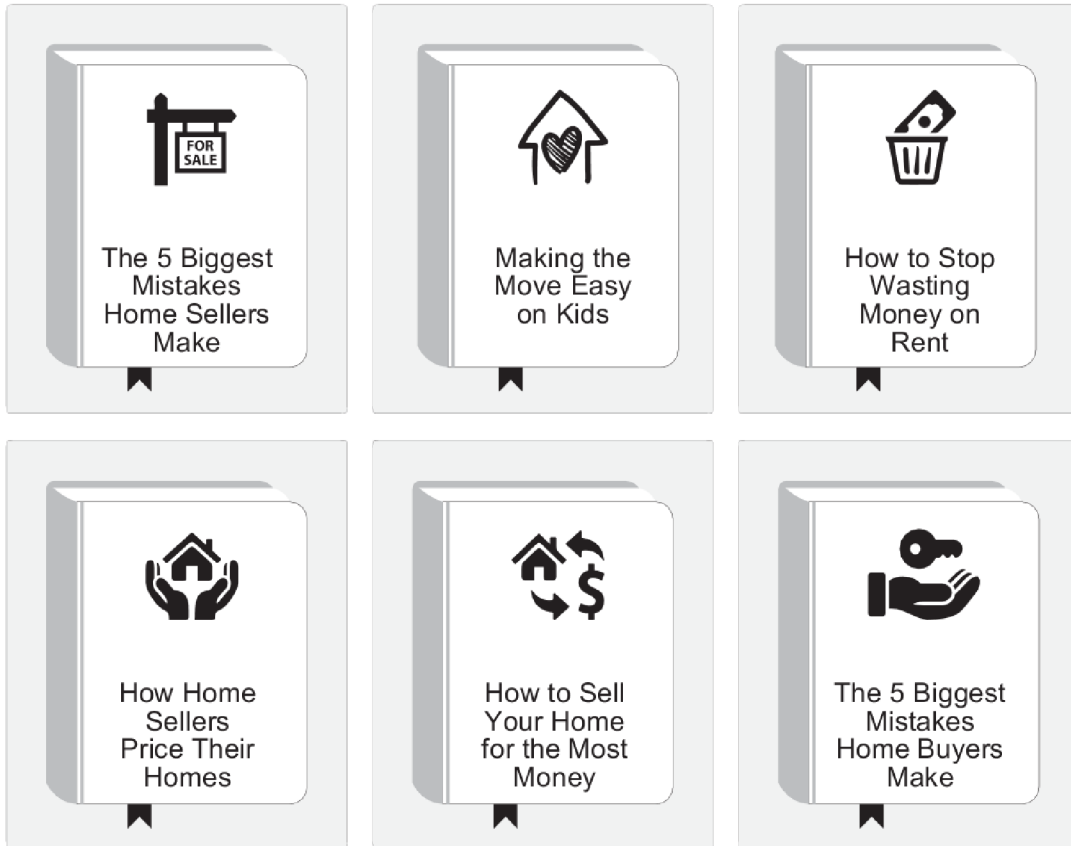 FOR
SALE
The 5 Biggest
Mistakes
Home Sellers
Make
Making the
Move Easy
on Kids
How to Stop
Wasting
Money on
Rent
How Home
Sellers
Price Their
Homes
$
How to Sell
Your Home
for the Most
Money
The 5 Biggest
Mistakes
Home Buyers
Make